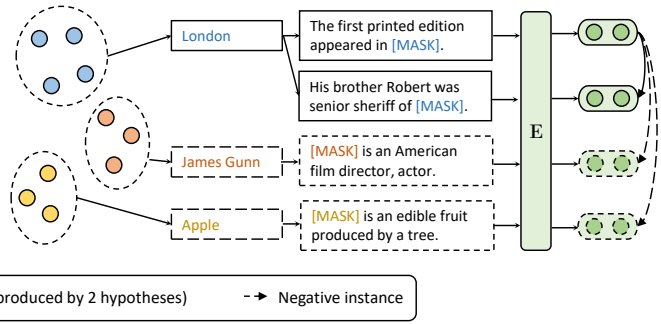 London
The first printed edition
appeared in [MASK].
His brother Robert was
senior sheriff of [MASK].
E
James Gunn
[MASK] is an American
film director, actor.
Apple
[MASK] is an edible fruit
produced by a tree.
produced by 2 hypotheses)
Negative instance